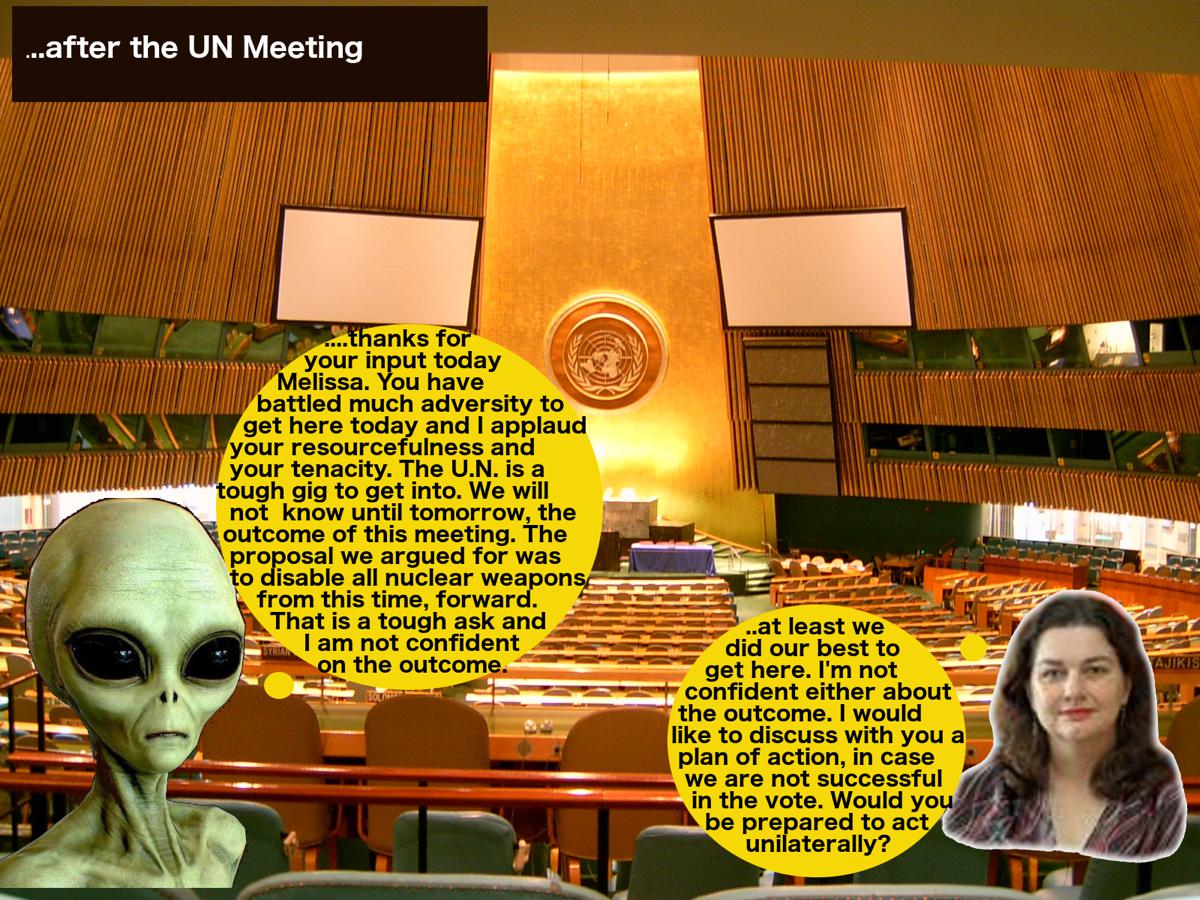 ...after the UN Meeting
....thanks for
your input today
Melissa. You have
battled much adversity to
get here today and I applaud
your resourcefulness and
your tenacity. The U.N. is a
tough gig to get into. We will
not  know until tomorrow, the
outcome of this meeting. The
proposal we argued for was
to disable all nuclear weapons
from this time, forward.
That is a tough ask and
I am not confident
on the outcome.
..at least we
did our best to
get here. I'm not
confident either about
the outcome. I would
like to discuss with you a
plan of action, in case
we are not successful
in the vote. Would you
be prepared to act
unilaterally?
SYRIAN
SOLOMON
TAJIKIS